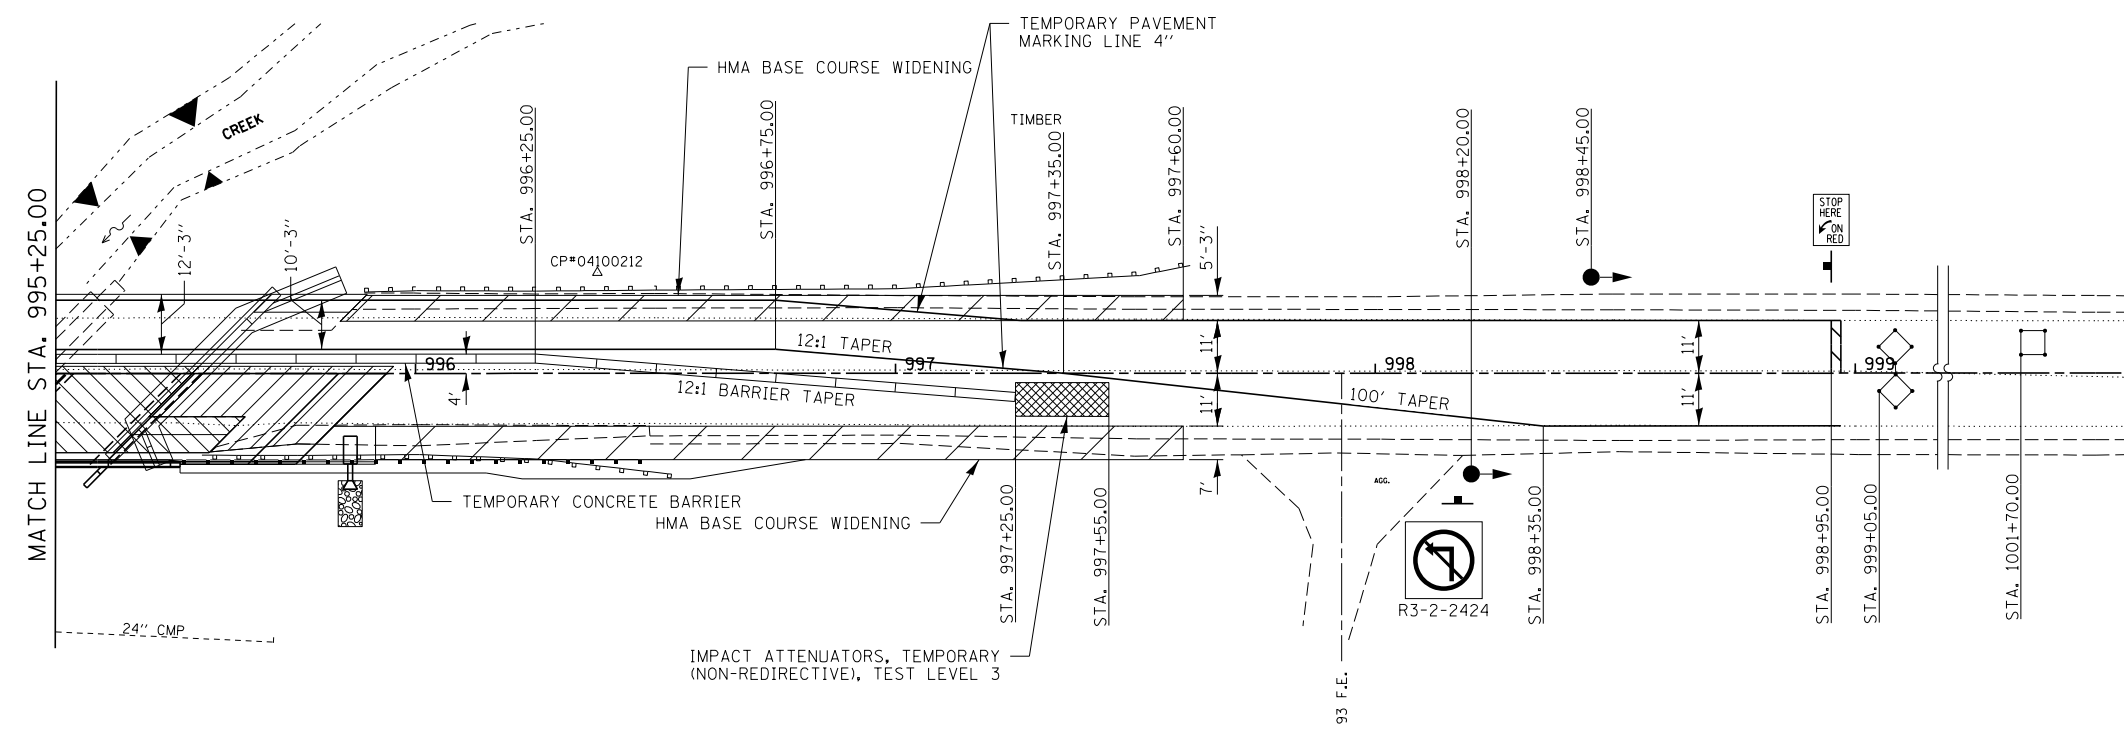 TEMPORARY PAVEMENT
MARKING LINE 4"
HMA BASE COURSE WIDENING
CREEK
TIMBER
STA. 996+25.00
STA. 996+75.00
STA. 997+35.00
STA. 997+60.00
STA. 998+20.00
STA. 998+45.00
STOP
HERE
ON
RED
MATCH LINE STA. 995+25.00
12'-3"
10'-3"
CP#04100212
5'-3"
12:1 TAPER
11'
11'
996
997
998
999
4'
12:1 BARRIER TAPER
11'
100' TAPER
11'
7'
AGG.
TEMPORARY CONCRETE BARRIER
HMA BASE COURSE WIDENING
STA. 997+25.00
STA. 997+55.00
STA. 998+35.00
STA. 998+95.00
STA. 999+05.00
STA. 1001+70.00
R3-2-2424
24" CMP
IMPACT ATTENUATORS, TEMPORARY
(NON-REDIRECTIVE), TEST LEVEL 3
93 F.E.